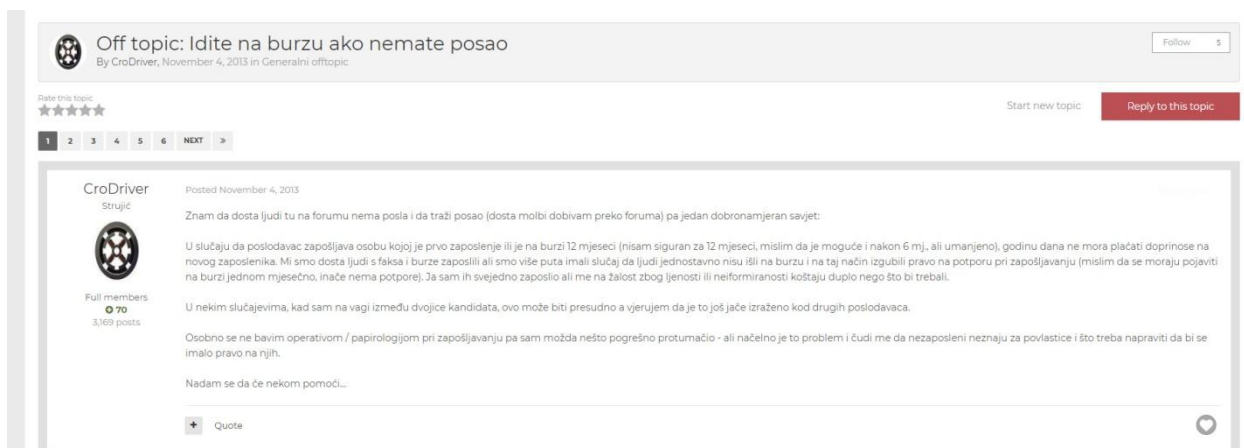 Off topic: Idite na burzu ako nemate posao
By CroDriver, November 4, 2013 in Generalni offtopic
Follow 5
Rate this topic
Start new topic
Reply to this topic
1 2 3 4 5 6 NEXT »
CroDriver
Strujić
Full members
70
3,169 posts
Posted November 4, 2013
Znam da dosta ljudi tu na forumu nema posla i da traži posao (dosta molbi dobivam preko foruma) pa jedan dobronamjeran savjet:
U slučaju da poslodavac zapošljava osobu kojoj je prvo zaposlenje ili je na burzi 12 mjeseci (nisam siguran za 12 mjeseci, mislim da je moguće i nakon 6 mj., ali umanjeno), godinu dana ne mora plaćati doprinose na
novog zaposlenika. Mi smo dosta ljudi s faksa i burze zaposlili ali smo više puta imali slučaj da ljudi jednostavno nisu išli na burzu i na taj način izgubili pravo na potporu pri zapošljavanju (mislim da se moraju pojaviti
na burzi jednom mjesečno, inače nema potpore). Ja sam ih svejedno zaposlio ali me na žalost zbog ljenosti ili neiformiranosti koštaju duplo nego što bi trebali.
U nekim slučajevima, kad sam na vagi između dvojice kandidata, ovo može biti presudno a vjerujem da je to još jače izraženo kod drugih poslodavaca.
Osobno se ne bavim operativom / papirologijom pri zapošljavanju pa sam možda nešto pogrešno protumačio - ali načelno je to problem i čudi me da nezaposleni neznaju za povlastice i što treba napraviti da bi se
imalo pravo na njih.
Nadam se da će nekom pomoći...
+ Quote